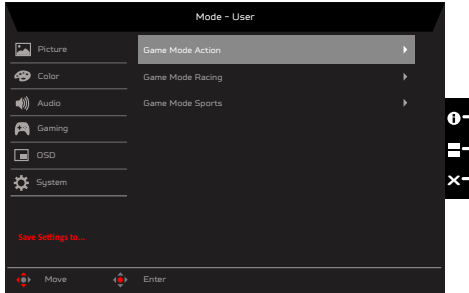 Mode - User
Picture
Game Mode Action
Color
Game Mode Racing
Audio
Game Mode Sports
Gaming
OSD
System
Save Settings to...
Move
Enter